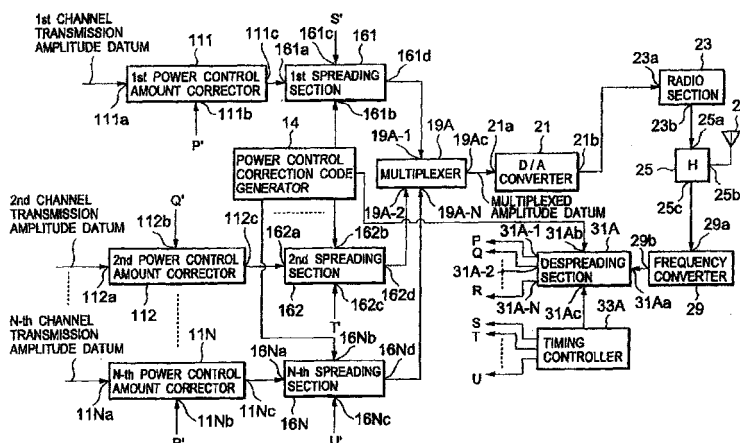 1st CHANNEL
TRANSMISSION
AMPLITUDE DATUM
111
111c
161a
S'
161c
161
161d
1st POWER CONTROL
AMOUNT CORRECTOR
1st SPREADING
SECTION
111a
111b
P'
161b
23a
23
RADIO
SECTION
23b
25a
14
POWER CONTROL
CORRECTION CODE
GENERATOR
19A-1
19A
19Ac
21a
21
21b
MULTIPLEXER
D / A
CONVERTER
25
H
25b
25c
2
MULTIPLEXED
AMPLITUDE DATUM
19A-2
19A-N
2nd CHANNEL
TRANSMISSION
AMPLITUDE DATUM
Q'
112b
112c
162a
162b
2nd POWER CONTROL
AMOUNT CORRECTOR
2nd SPREADING
SECTION
112a
112
162
162c
162d
T'
31A-1
31Ab
31A
29b
29a
P
Q
R
31A-2
DESPREADING
SECTION
FREQUENCY
CONVERTER
31A-N
31Ac
31Aa
29
33A
S
T
U
TIMING
CONTROLLER
N-th CHANNEL
TRANSMISSION
AMPLITUDE DATUM
11N
16Na
16Nb
16Nd
N-th POWER CONTROL
AMOUNT CORRECTOR
N-th SPREADING
SECTION
11Na
11Nb
11Nc
16N
16Nc
U'